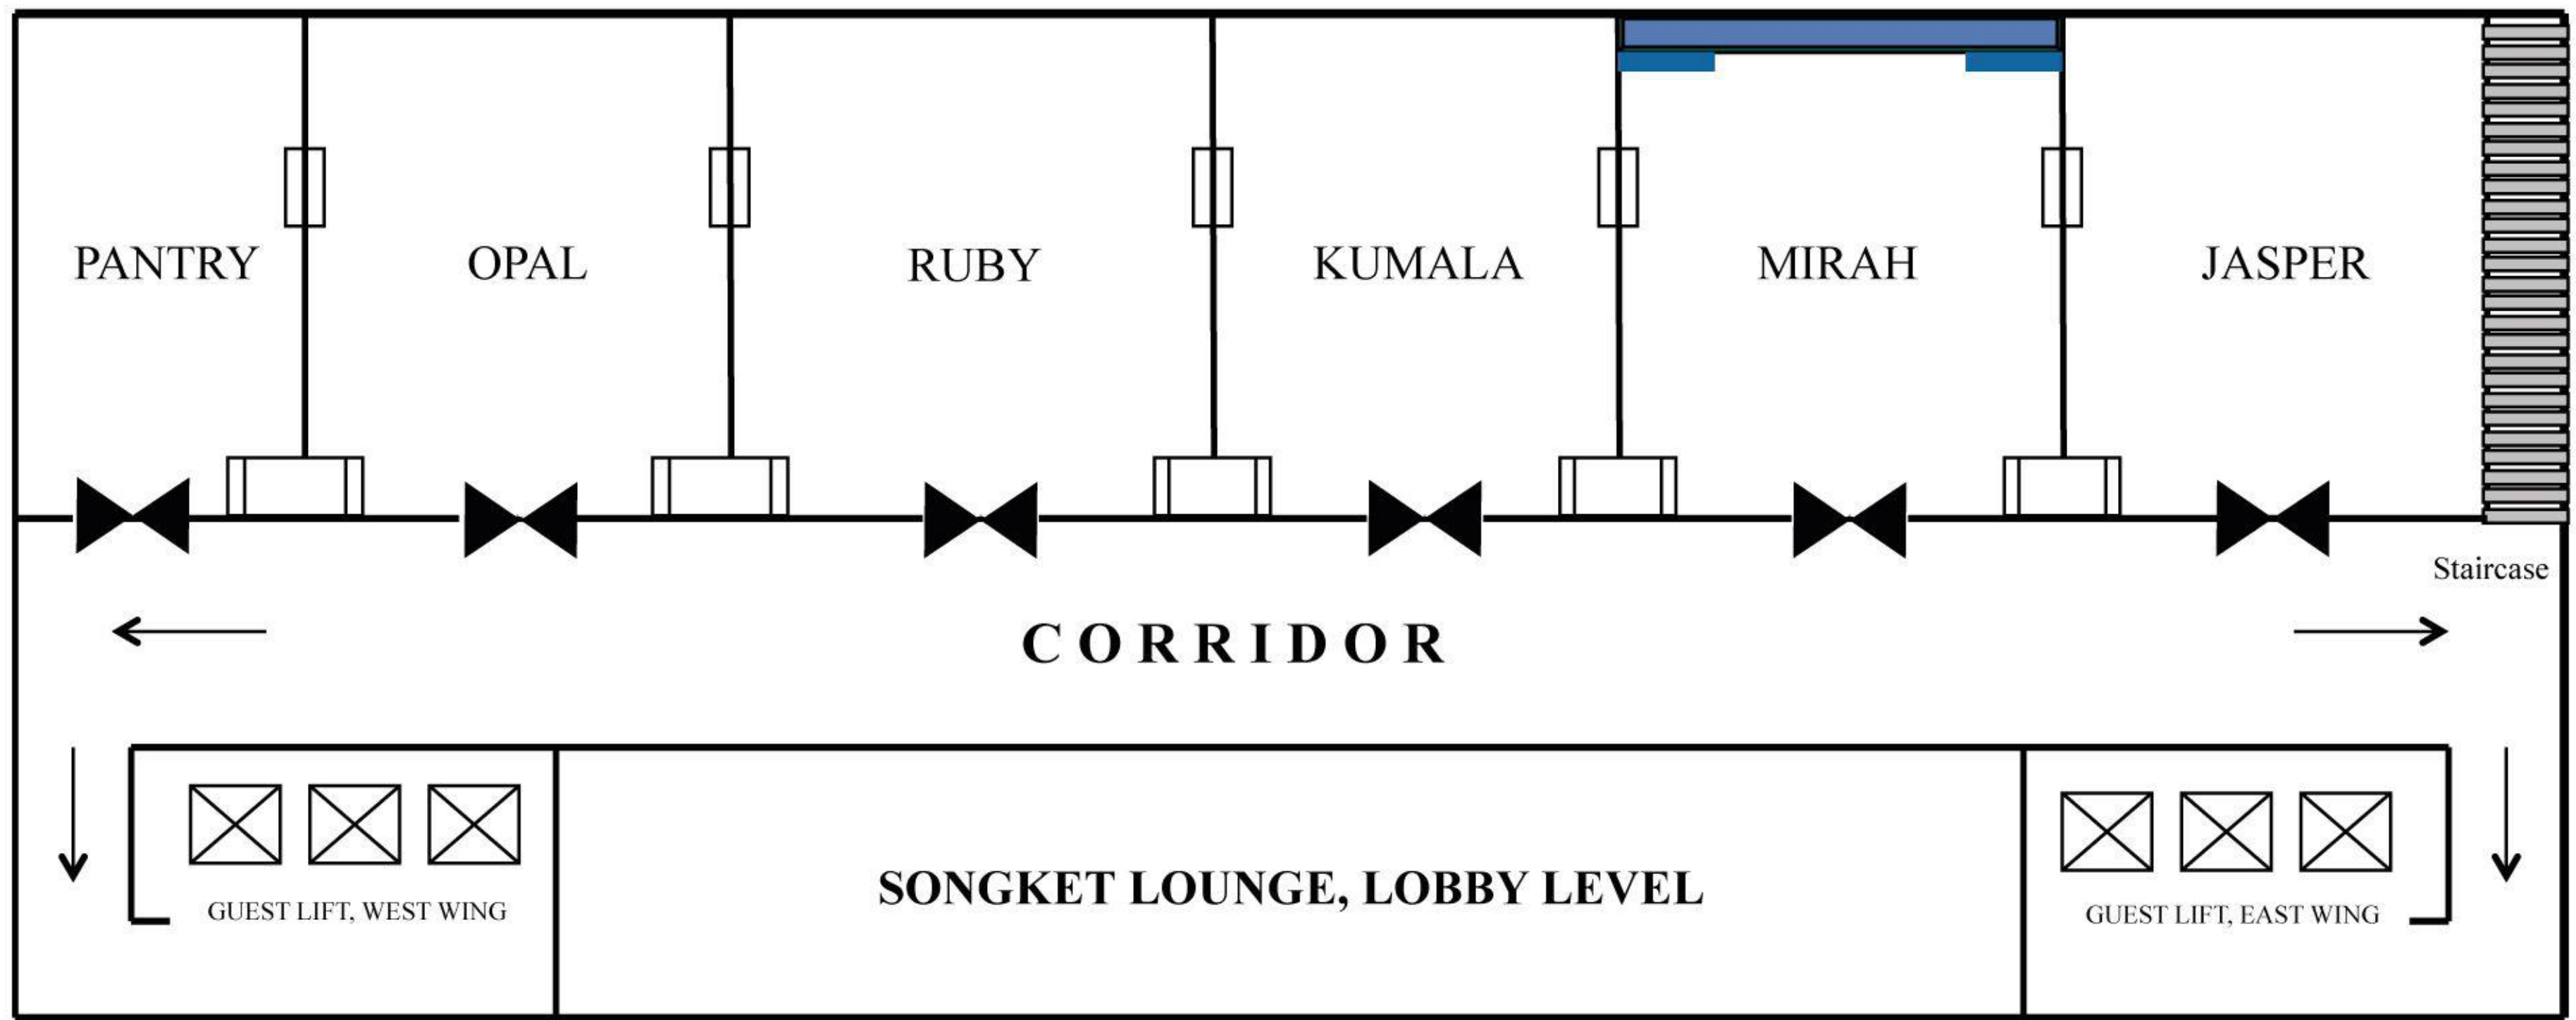 PANTRY
OPAL
RUBY
KUMALA
MIRAH
JASPER
Staircase
CORRIDOR
GUEST LIFT, WEST WING
SONGKET LOUNGE, LOBBY LEVEL
GUEST LIFT, EAST WING